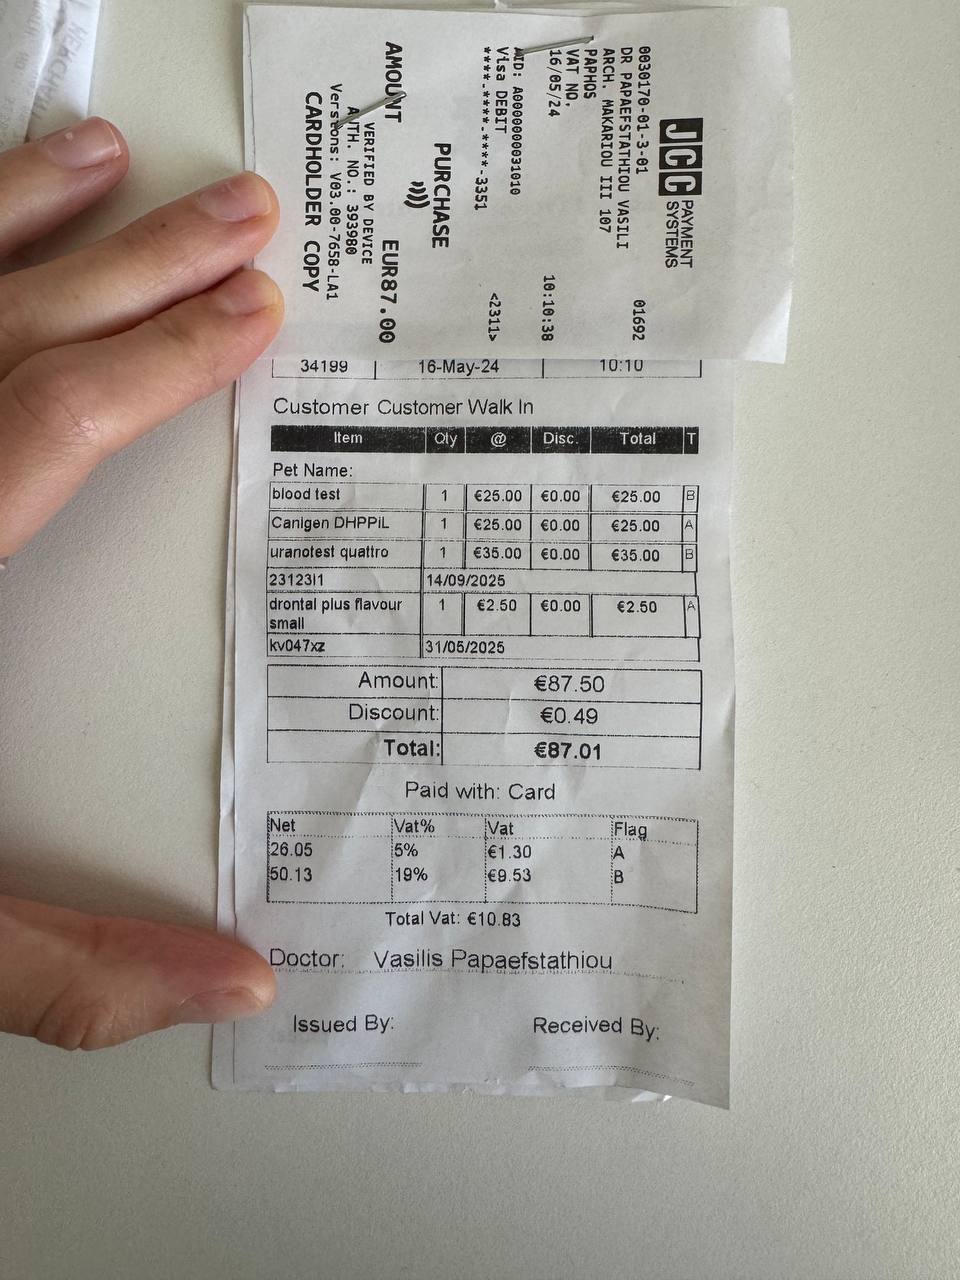 JCC PAYMENT SYSTEMS
0030170-01-3-01 01692
DR PAPAEFSTATHIOU VASILI
ARCH. MAKARIOU III 107
PAPHOS
VAT NO.
16/05/24 10:10:38
AID: A0000000031010
Visa DEBIT <2311>
****-****-****-3351
PURCHASE
AMOUNT EUR87.00
VERIFIED BY DEVICE
AUTH. NO.: 393980
Versions: V03.00-7658-LA1
CARDHOLDER COPY
34199 16-May-24 10:10
Customer Customer Walk In
Item Qty @ Disc. Total T
Pet Name:
blood test 1 €25.00 €0.00 €25.00 B
Canigen DHPPiL 1 €25.00 €0.00 €25.00 A
uranotest quattro 1 €35.00 €0.00 €35.00 B
23123I1 14/09/2025
drontal plus flavour 1 €2.50 €0.00 €2.50 A
small
kv047xz 31/05/2025
Amount: €87.50
Discount: €0.49
Total: €87.01
Paid with: Card
Net Vat% Vat Flag
26.05 5% €1.30 A
50.13 19% €9.53 B
Total Vat: €10.83
Doctor: Vasilis Papaefstathiou
Issued By: Received By: